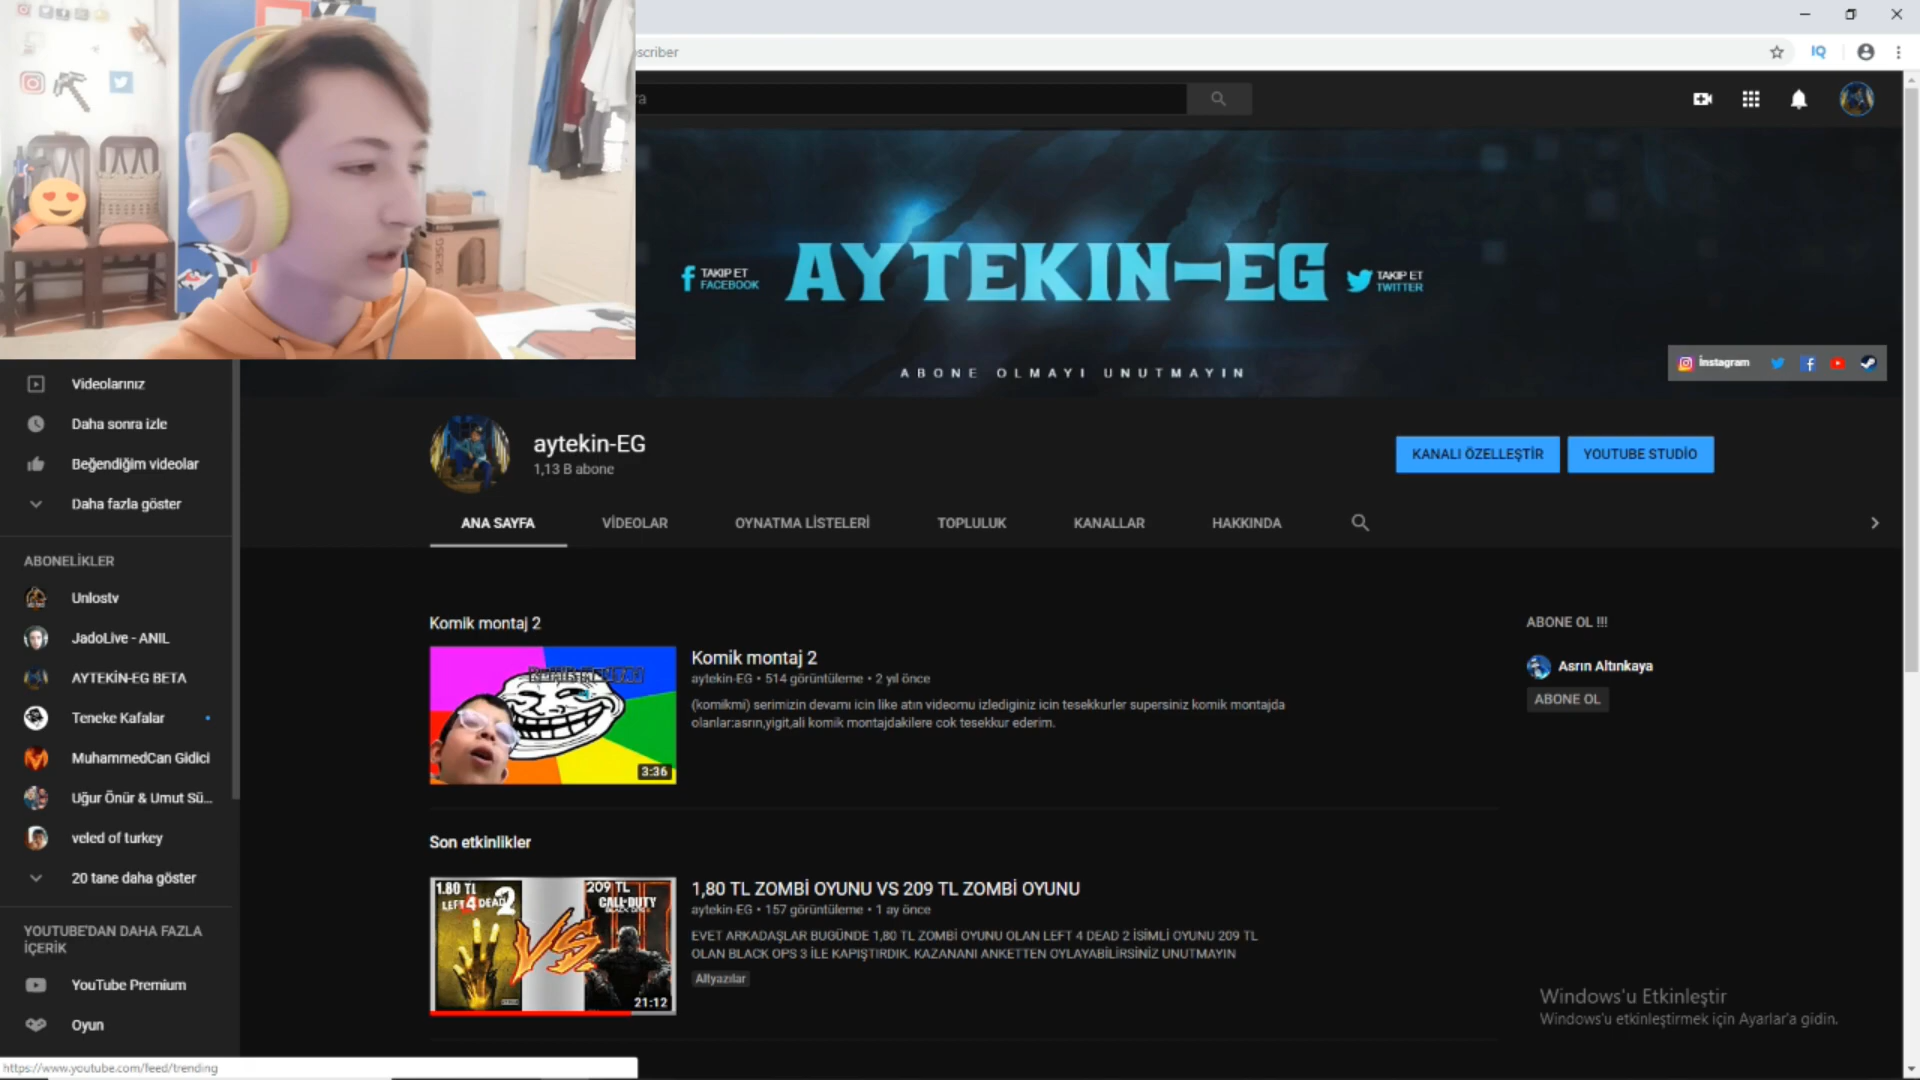 scriber
ra
IQ
AYTEKIN-EG
TAKIP ET
FACEBOOK
TAKIP ET
TWITTER
ABONE OLMAYI UNUTMAYIN
İnstagram
Videolarınız
Daha sonra izle
Beğendiğim videolar
Daha fazla göster
ABONELİKLER
Unlostv
JadoLive - ANIL
AYTEKİN-EG BETA
Teneke Kafalar
MuhammedCan Gidici
Uğur Önür & Umut Sü...
veled of turkey
20 tane daha göster
YOUTUBE'DAN DAHA FAZLA
İÇERİK
YouTube Premium
Oyun
https://www.youtube.com/feed/trending
aytekin-EG
1,13 B abone
KANALI ÖZELLEŞTİR
YOUTUBE STUDİO
ANA SAYFA
VİDEOLAR
OYNATMA LİSTELERİ
TOPLULUK
KANALLAR
HAKKINDA
Komik montaj 2
Komik montaj 2
aytekin-EG • 514 görüntüleme • 2 yıl önce
(komikmi) serimizin devamı icin like atın videomu izlediginiz icin tesekkurler supersiniz komik montajda
olanlar:asrın,yigit,ali komik montajdakilere cok tesekkur ederim.
3:36
ABONE OL !!!
Asrın Altınkaya
ABONE OL
Son etkinlikler
1.80 TL
LEFT 4 DEAD 2
209 TL
CALL·DUTY
BLACK OPS
VS.
21:12
1,80 TL ZOMBİ OYUNU VS 209 TL ZOMBİ OYUNU
aytekin-EG • 157 görüntüleme • 1 ay önce
EVET ARKADAŞLAR BUGÜNDE 1,80 TL ZOMBİ OYUNU OLAN LEFT 4 DEAD 2 İSİMLİ OYUNU 209 TL
OLAN BLACK OPS 3 İLE KAPIŞTIRDIK. KAZANANI ANKETTEN OYLAYABİLİRSİNİZ UNUTMAYIN
Altyazılar
Windows'u Etkinleştir
Windows'u etkinleştirmek için Ayarlar'a gidin.